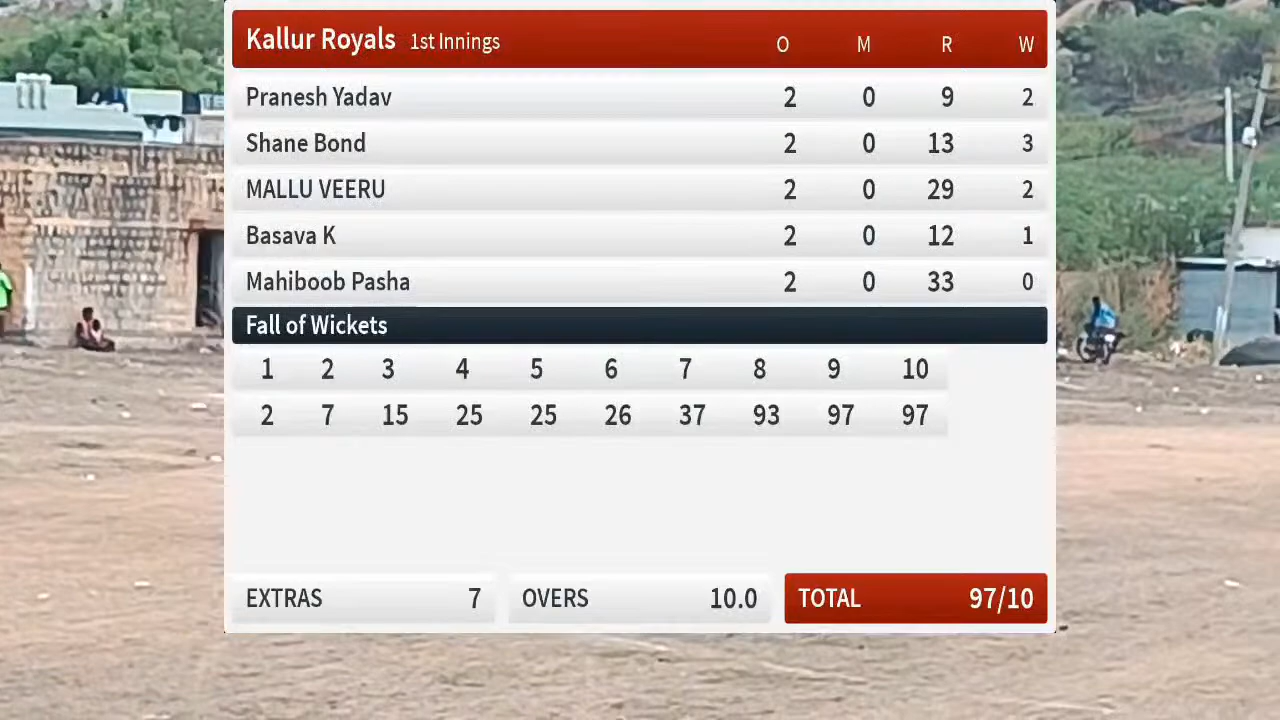 Kallur Royals 1st Innings O M R W
Pranesh Yadav 2 0 9 2
Shane Bond 2 0 13 3
MALLU VEERU 2 0 29 2
Basava K 2 0 12 1
Mahiboob Pasha 2 0 33 0
Fall of Wickets
1 2 3 4 5 6 7 8 9 10
2 7 15 25 25 26 37 93 97 97
EXTRAS 7 OVERS 10.0 TOTAL 97/10